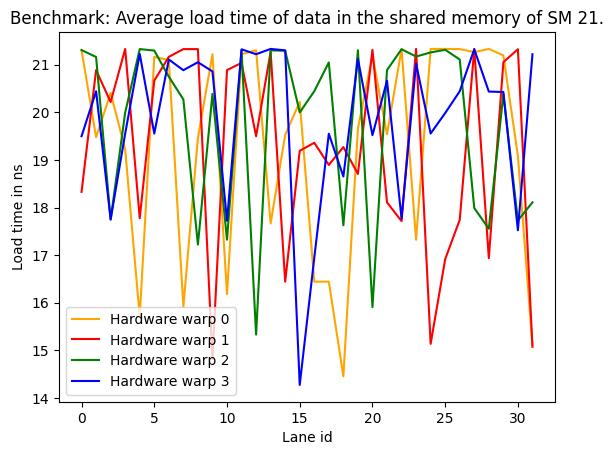 Benchmark: Average load time of data in the shared memory of SM 21.
Load time in ns
21
20
19
18
17
16
15
14
Hardware warp 0
Hardware warp 1
Hardware warp 2
Hardware warp 3
0 5 10 15 20 25 30
Lane id